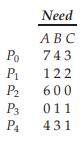 Need
A B C
P0 7 4 3
P1 1 2 2
P2 6 0 0
P3 0 1 1
P4 4 3 1